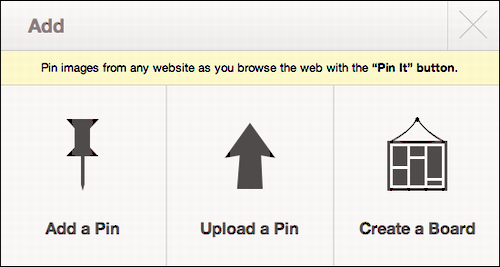 Add
Pin images from any website as you browse the web with the “Pin It” button.
Add a Pin
Upload a Pin
Create a Board